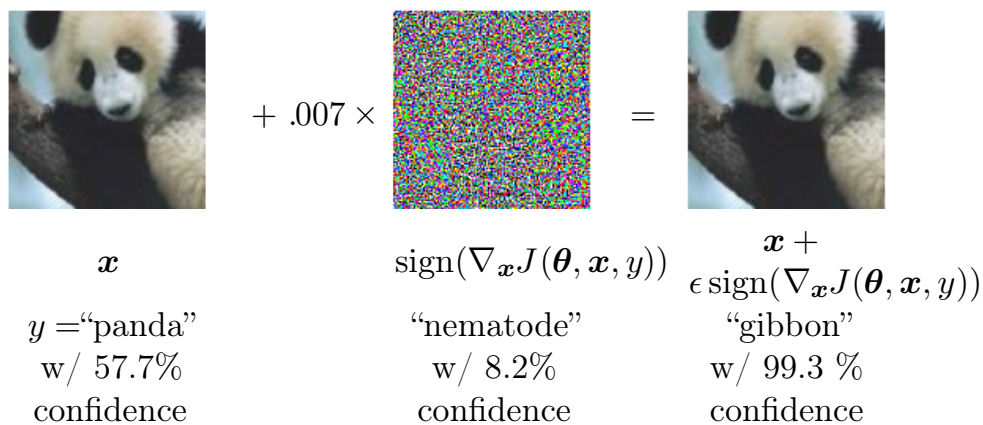 + .007 ×
=
x
sign(∇ₓJ(θ, x, y))
x +
ϵ sign(∇ₓJ(θ, x, y))
y =“panda”
“nematode”
“gibbon”
w/ 57.7%
w/ 8.2%
w/ 99.3 %
confidence
confidence
confidence